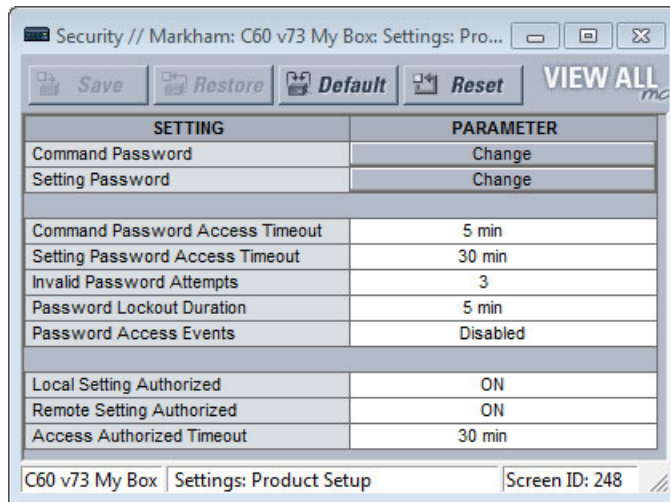 Security // Markham: C60 v73 My Box: Settings: Pro...
Save Restore Default Reset VIEW ALL
SETTING PARAMETER
Command Password Change
Setting Password Change
Command Password Access Timeout 5 min
Setting Password Access Timeout 30 min
Invalid Password Attempts 3
Password Lockout Duration 5 min
Password Access Events Disabled
Local Setting Authorized ON
Remote Setting Authorized ON
Access Authorized Timeout 30 min
C60 v73 My Box Settings: Product Setup Screen ID: 248